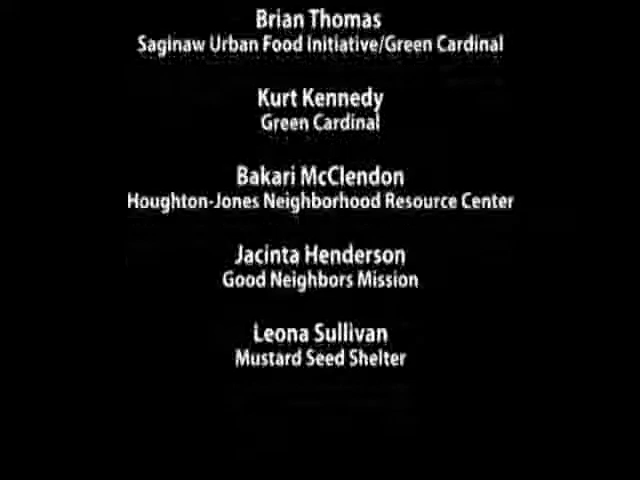 Brian Thomas
Saginaw Urban Food Initiative/Green Cardinal
Kurt Kennedy
Green Cardinal
Bakari McClendon
Houghton-Jones Neighborhood Resource Center
Jacinta Henderson
Good Neighbors Mission
Leona Sullivan
Mustard Seed Shelter